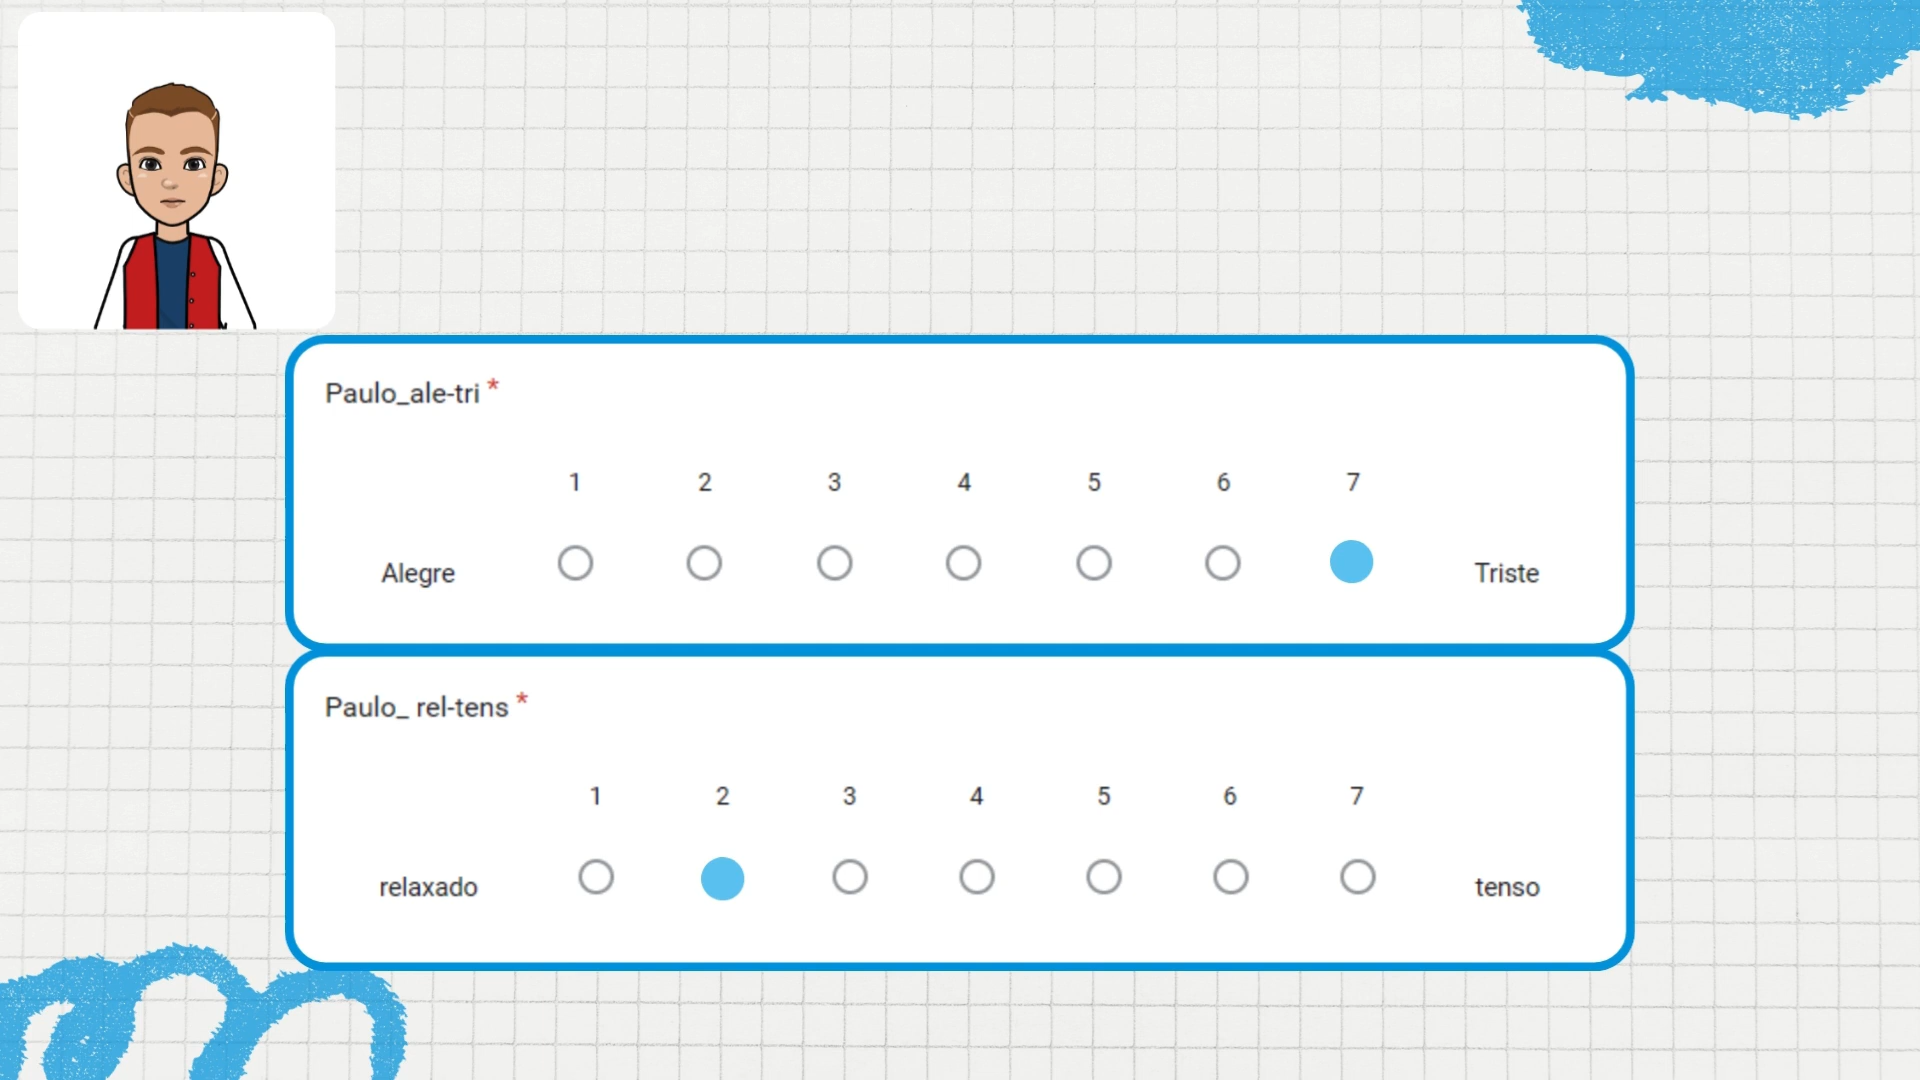 Paulo_ale-tri *
1 2 3 4 5 6 7
Alegre Triste
Paulo_ rel-tens *
1 2 3 4 5 6 7
relaxado tenso